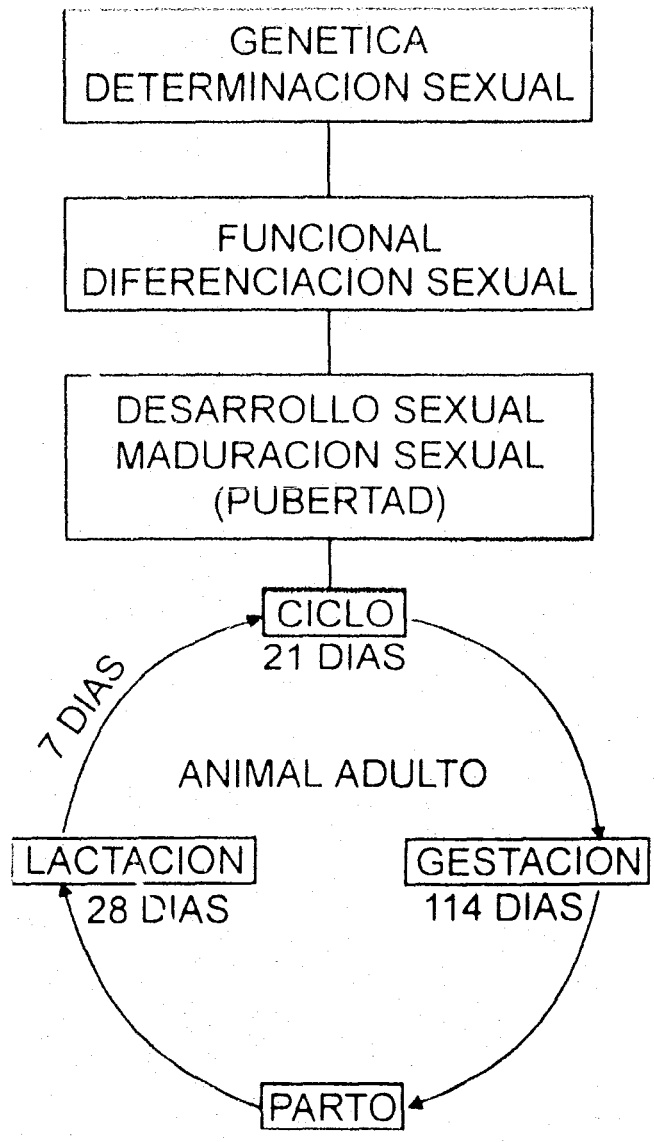 GENETICA
DETERMINACION SEXUAL
FUNCIONAL
DIFERENCIACION SEXUAL
DESARROLLO SEXUAL
MADURACION SEXUAL
(PUBERTAD)
CICLO
21 DIAS
7 DIAS
ANIMAL ADULTO
LACTACION
28 DIAS
GESTACION
114 DIAS
PARTO